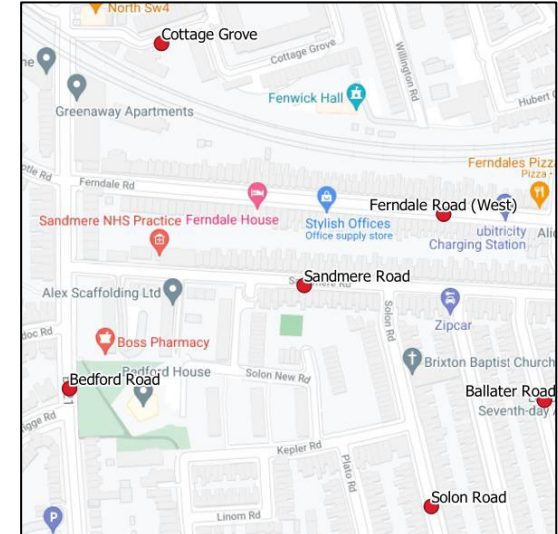 North Sw4
Cottage Grove
Cottage Grove
Willington Rd
Fenwick Hall
Greenaway Apartments
Hubert
Ferndales Pizz
Pizza
Ferndale Rd
Ferndale Road (West)
Sandmere NHS Practice
Ferndale House
Stylish Offices
Office supply store
ubitricity
Charging Station
Sandmere Road
Alex Scaffolding Ltd
Solon Rd
Zipcar
Boss Pharmacy
Bedford House
Bedford Road
Solon New Rd
Brixton Baptist Church
Ballater Road
Seventh-day
Kepler Rd
Plato Rd
Solon Road
Linom Rd
P